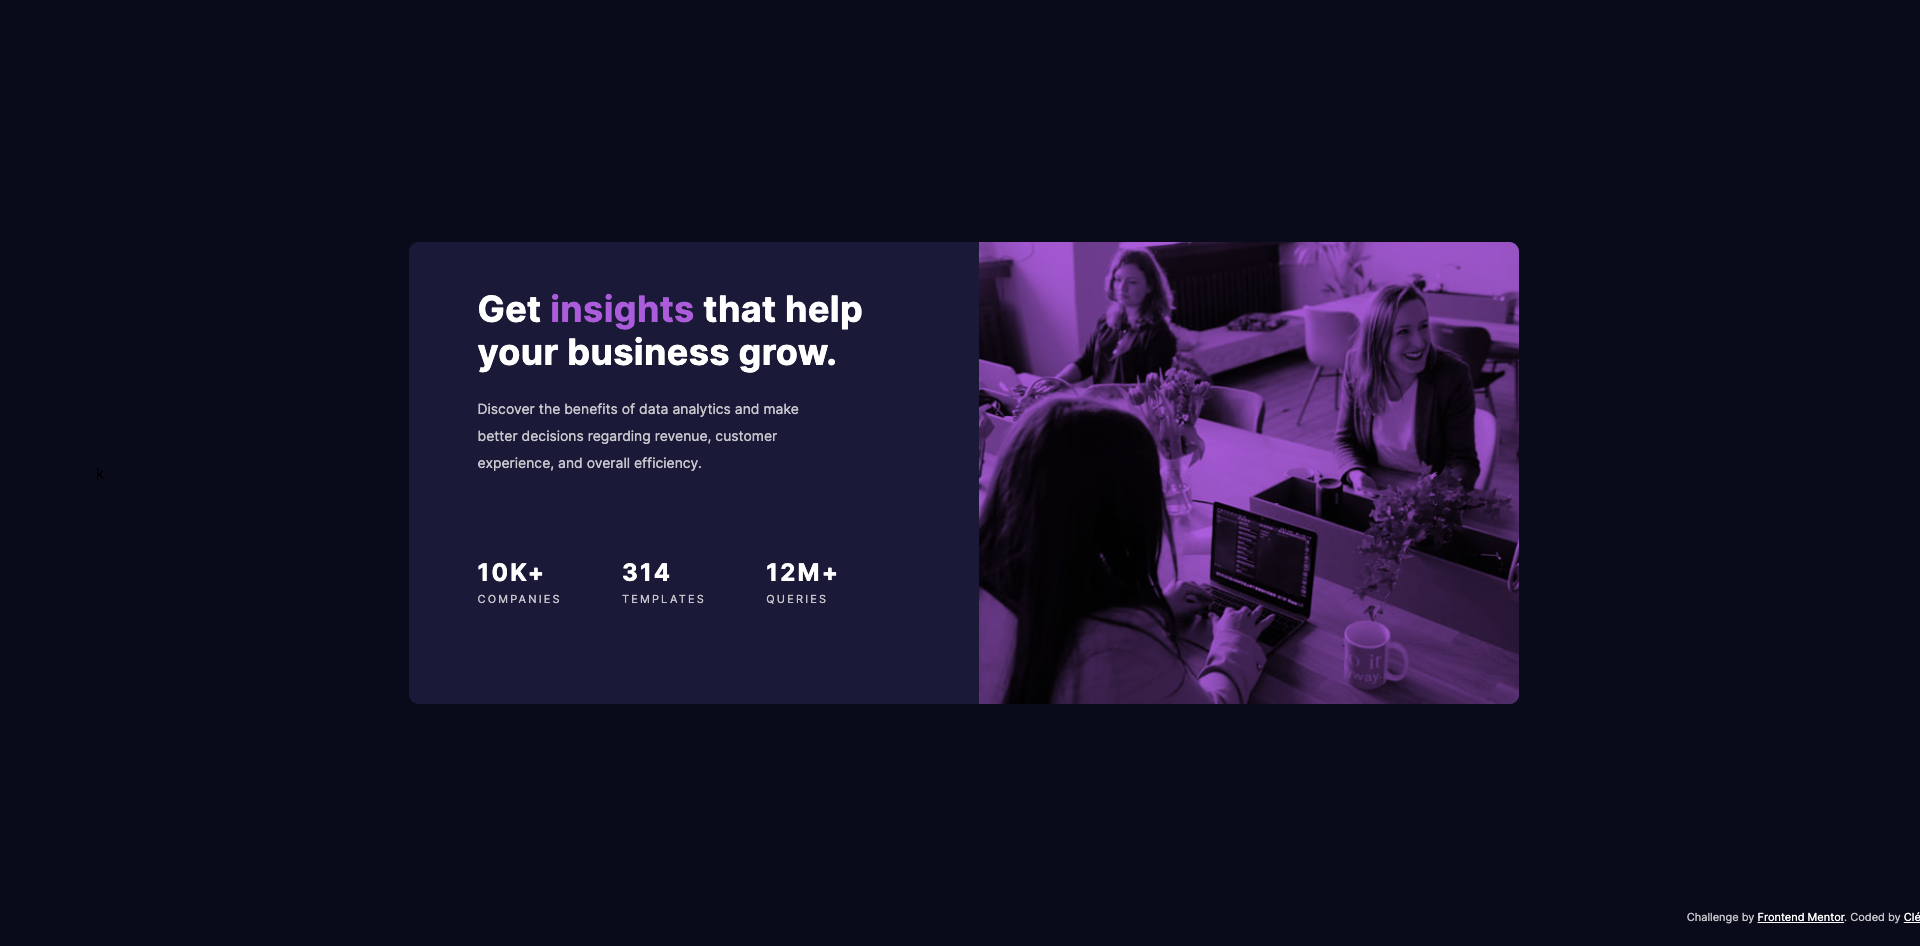 Get insights that help
your business grow.
Discover the benefits of data analytics and make
better decisions regarding revenue, customer
experience, and overall efficiency.
k
10K+ 314 12M+
COMPANIES TEMPLATES QUERIES
Challenge by Frontend Mentor. Coded by Clé